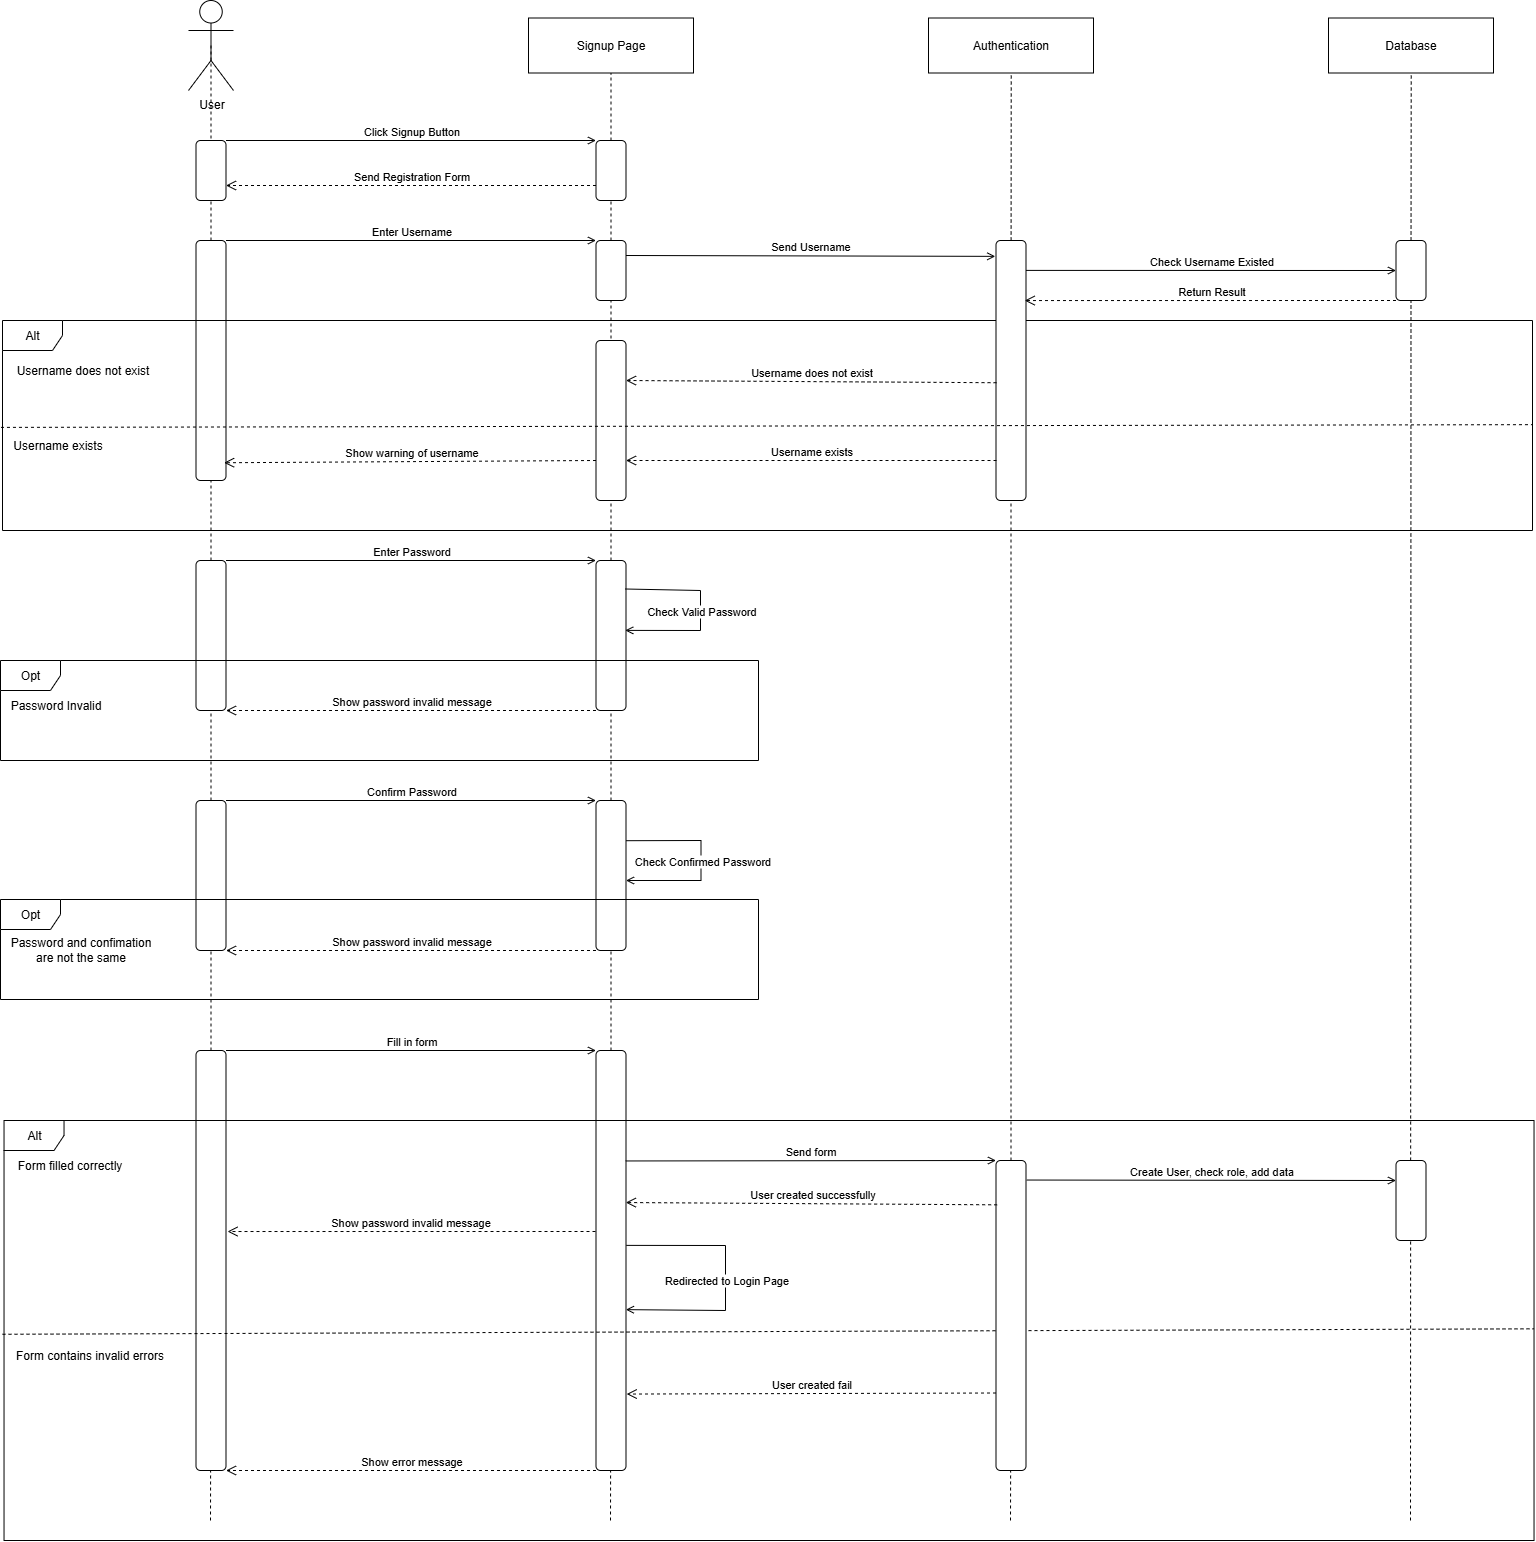 User
Signup Page
Authentication
Database
Click Signup Button
Send Registration Form
Enter Username
Send Username
Check Username Existed
Return Result
Alt
Username does not exist
Username does not exist
Username exists
Show warning of username
Username exists
Enter Password
Check Valid Password
Opt
Password Invalid
Show password invalid message
Confirm Password
Check Confirmed Password
Opt
Password and confimation
are not the same
Show password invalid message
Fill in form
Alt
Form filled correctly
Send form
Create User, check role, add data
User created successfully
Show password invalid message
Redirected to Login Page
Form contains invalid errors
User created fail
Show error message